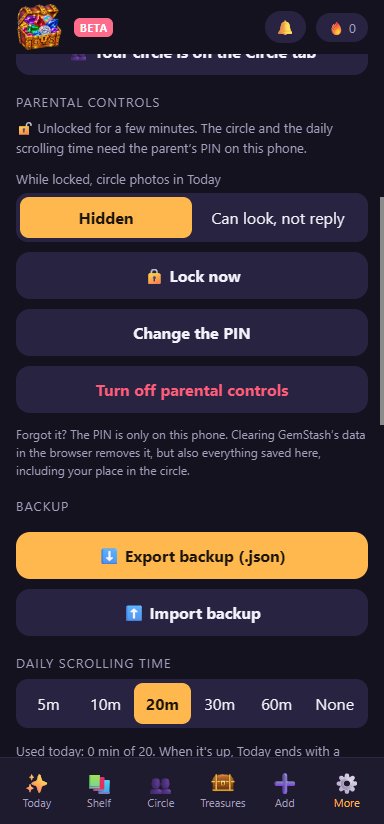 BETA
0
Your circle is on the Circle tab
PARENTAL CONTROLS
Unlocked for a few minutes. The circle and the daily
scrolling time need the parent's PIN on this phone.
While locked, circle photos in Today
Hidden
Can look, not reply
Lock now
Change the PIN
Turn off parental controls
Forgot it? The PIN is only on this phone. Clearing GemStash's data
in the browser removes it, but also everything saved here,
including your place in the circle.
BACKUP
Export backup (.json)
Import backup
DAILY SCROLLING TIME
5m 10m 20m 30m 60m None
Used today: 0 min of 20. When it's up, Today ends with a
Today Shelf Circle Treasures Add More